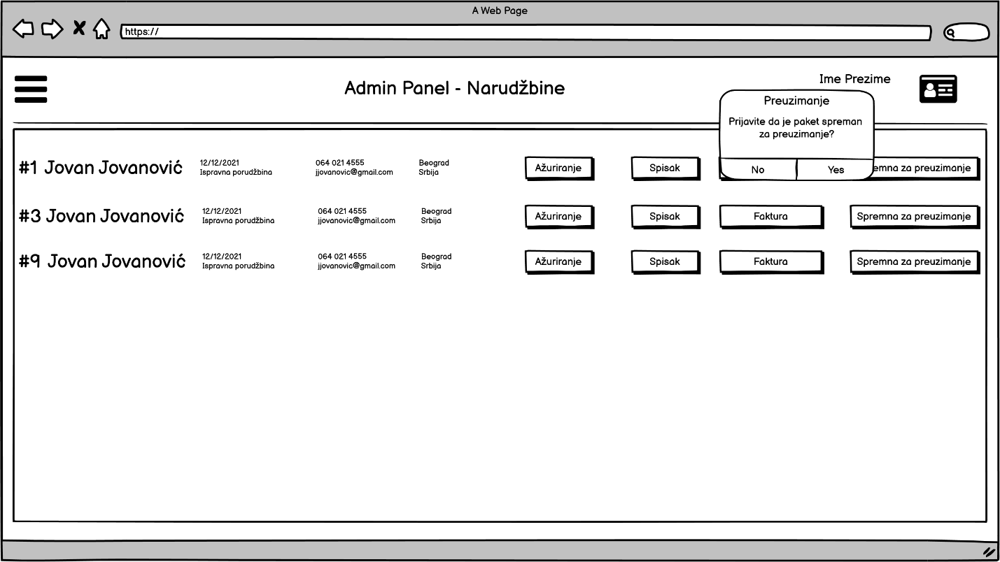 A Web Page
https://
Admin Panel - Narudžbine
Ime Prezime
Preuzimanje
Prijavite da je paket spreman
za preuzimanje?
No
Yes
#1 Jovan Jovanović
12/12/2021
Ispravna porudžbina
064 021 4555
jjovanovic@gmail.com
Beograd
Srbija
Ažuriranje
Spisak
za preuzimanje
#3 Jovan Jovanović
12/12/2021
Ispravna porudžbina
064 021 4555
jjovanovic@gmail.com
Beograd
Srbija
Ažuriranje
Spisak
Faktura
Spremna za preuzimanje
#9 Jovan Jovanović
12/12/2021
Ispravna porudžbina
064 021 4555
jjovanovic@gmail.com
Beograd
Srbija
Ažuriranje
Spisak
Faktura
Spremna za preuzimanje